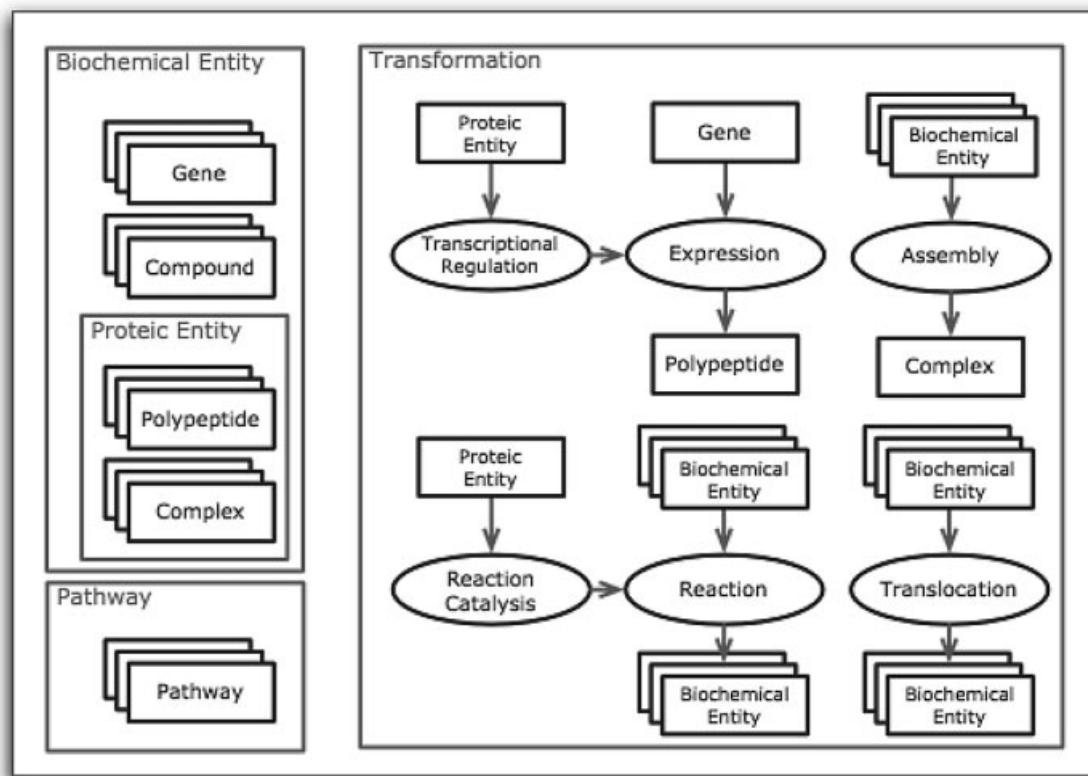 Biochemical Entity
Gene
Compound
Proteic Entity
Polypeptide
Complex
Pathway
Pathway
Transformation
Proteic
Entity
Gene
Biochemical
Entity
Transcriptional
Regulation
Expression
Assembly
Polypeptide
Complex
Proteic
Entity
Biochemical
Entity
Biochemical
Entity
Reaction
Catalysis
Reaction
Translocation
Biochemical
Entity
Biochemical
Entity